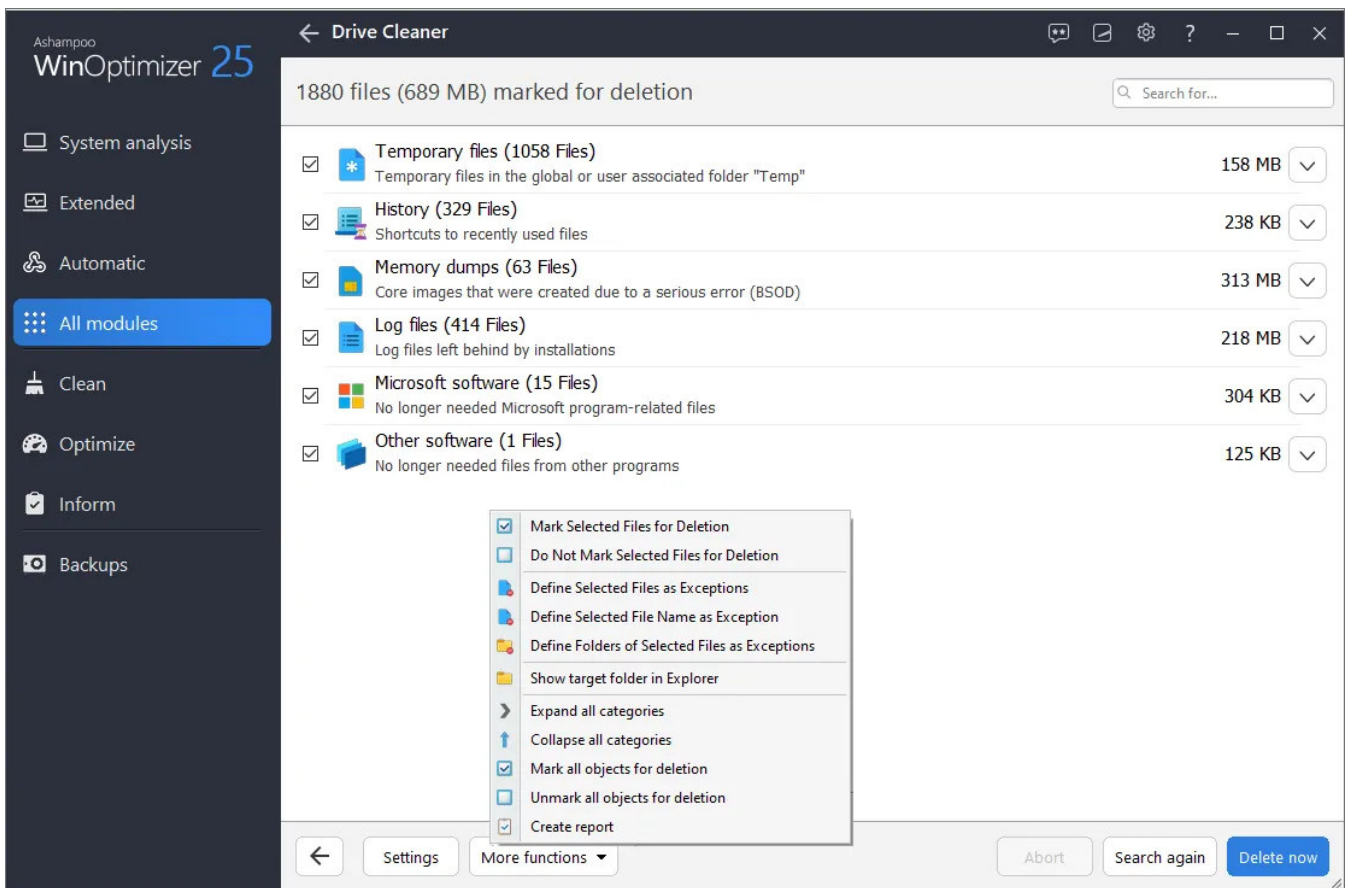 Ashampoo
WinOptimizer 25
System analysis
Extended
Automatic
All modules
Clean
Optimize
Inform
Backups
Drive Cleaner
?
1880 files (689 MB) marked for deletion
Search for...
Temporary files (1058 Files)
Temporary files in the global or user associated folder "Temp"
158 MB
History (329 Files)
Shortcuts to recently used files
238 KB
Memory dumps (63 Files)
Core images that were created due to a serious error (BSOD)
313 MB
Log files (414 Files)
Log files left behind by installations
218 MB
Microsoft software (15 Files)
No longer needed Microsoft program-related files
304 KB
Other software (1 Files)
No longer needed files from other programs
125 KB
Mark Selected Files for Deletion
Do Not Mark Selected Files for Deletion
Define Selected Files as Exceptions
Define Selected File Name as Exception
Define Folders of Selected Files as Exceptions
Show target folder in Explorer
Expand all categories
Collapse all categories
Mark all objects for deletion
Unmark all objects for deletion
Create report
Settings
More functions
Abort
Search again
Delete now